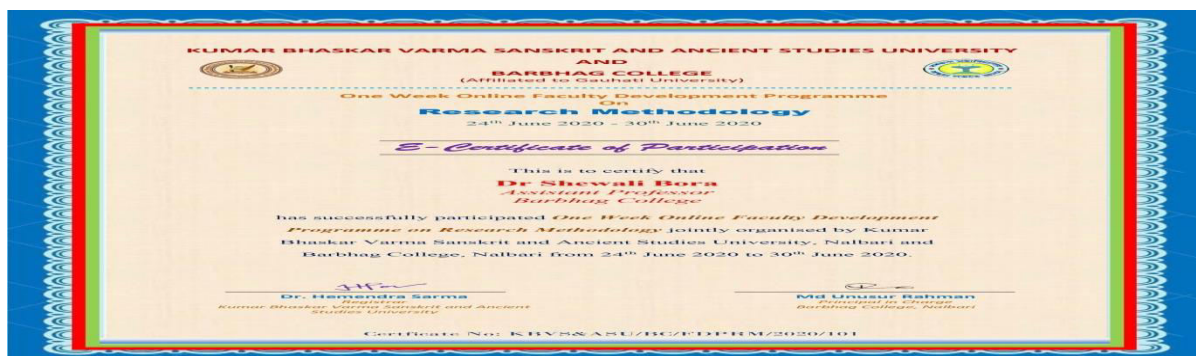 KUMAR BHASKAR VARMA SANSKRIT AND ANCIENT STUDIES UNIVERSITY
AND
BARBHAG COLLEGE
(Affiliated to Gauhati University)
One Week Online Faculty Development Programme
On
Research Methodology
24th June 2020 - 30th June 2020
E-Certificate of Participation
This is to certify that
Dr Shewali Bora
Assistant Professor
Barbhag College
has successfully participated One Week Online Faculty Development
Programme on Research Methodology jointly organised by Kumar
Bhaskar Varma Sanskrit and Ancient Studies University, Nalbari and
Barbhag College, Nalbari from 24th June 2020 to 30th June 2020.
Dr. Hemendra Sarma
Registrar
Kumar Bhaskar Varma Sanskrit and Ancient
Studies University
Md Unusur Rahman
Principal in Charge
Barbhag College, Nalbari
Certficate No: KBVS&ASU/BC/FDPRM/2020/101